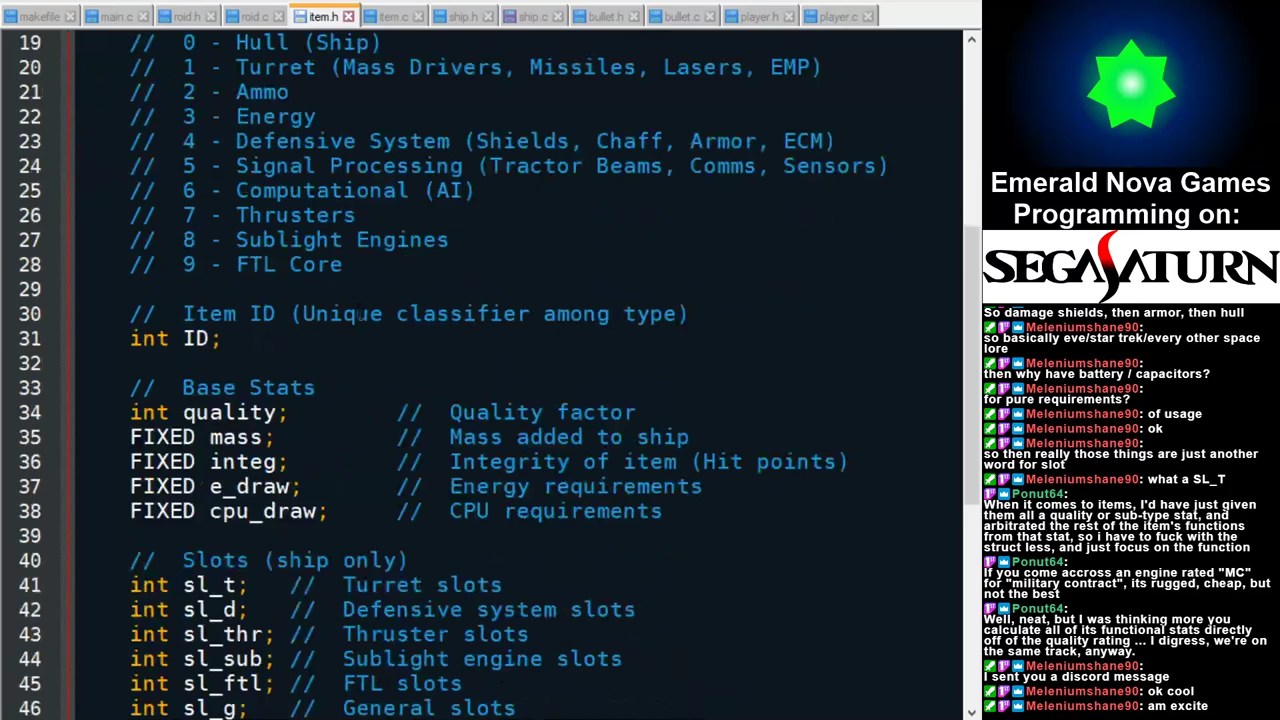 makefile main.c roid.h roid.c item.h item.c ship.h ship.c bullet.h bullet.c player.h player.c
19 // 0 - Hull (Ship)
20 // 1 - Turret (Mass Drivers, Missiles, Lasers, EMP)
21 // 2 - Ammo
22 // 3 - Energy
23 // 4 - Defensive System (Shields, Chaff, Armor, ECM)
24 // 5 - Signal Processing (Tractor Beams, Comms, Sensors)
25 // 6 - Computational (AI)
26 // 7 - Thrusters
27 // 8 - Sublight Engines
28 // 9 - FTL Core
29
30 // Item ID (Unique classifier among type)
31 int ID;
32
33 // Base Stats
34 int quality; // Quality factor
35 FIXED mass; // Mass added to ship
36 FIXED integ; // Integrity of item (Hit points)
37 FIXED e_draw; // Energy requirements
38 FIXED cpu_draw; // CPU requirements
39
40 // Slots (ship only)
41 int sl_t; // Turret slots
42 int sl_d; // Defensive system slots
43 int sl_thr; // Thruster slots
44 int sl_sub; // Sublight engine slots
45 int sl_ftl; // FTL slots
46 int sl_g; // General slots
Emerald Nova Games
Programming on:
SEGA SATURN
So damage shields, then armor, then hull
Meleniumshane90:
so basically eve/star trek/every other space
lore
Meleniumshane90:
then why have battery / capacitors?
Meleniumshane90:
for pure requirements?
Meleniumshane90: of usage
Meleniumshane90: ok
Meleniumshane90:
so then really those things are just another
word for slot
Meleniumshane90: what a SL_T
Ponut64:
When it comes to items, I'd have just given
them all a quality or sub-type stat, and
arbitrated the rest of the item's functions
from that stat, so i have to fuck with the
struct less, and just focus on the function
Ponut64:
If you come accross an engine rated "MC"
for "military contract", its rugged, cheap, but
not the best
Ponut64:
Well, neat, but I was thinking more you
calculate all of its functional stats directly
off of the quality rating ... I digress, we're on
the same track, anyway.
Meleniumshane90:
I sent you a discord message
Meleniumshane90: ok cool
Meleniumshane90: am excite